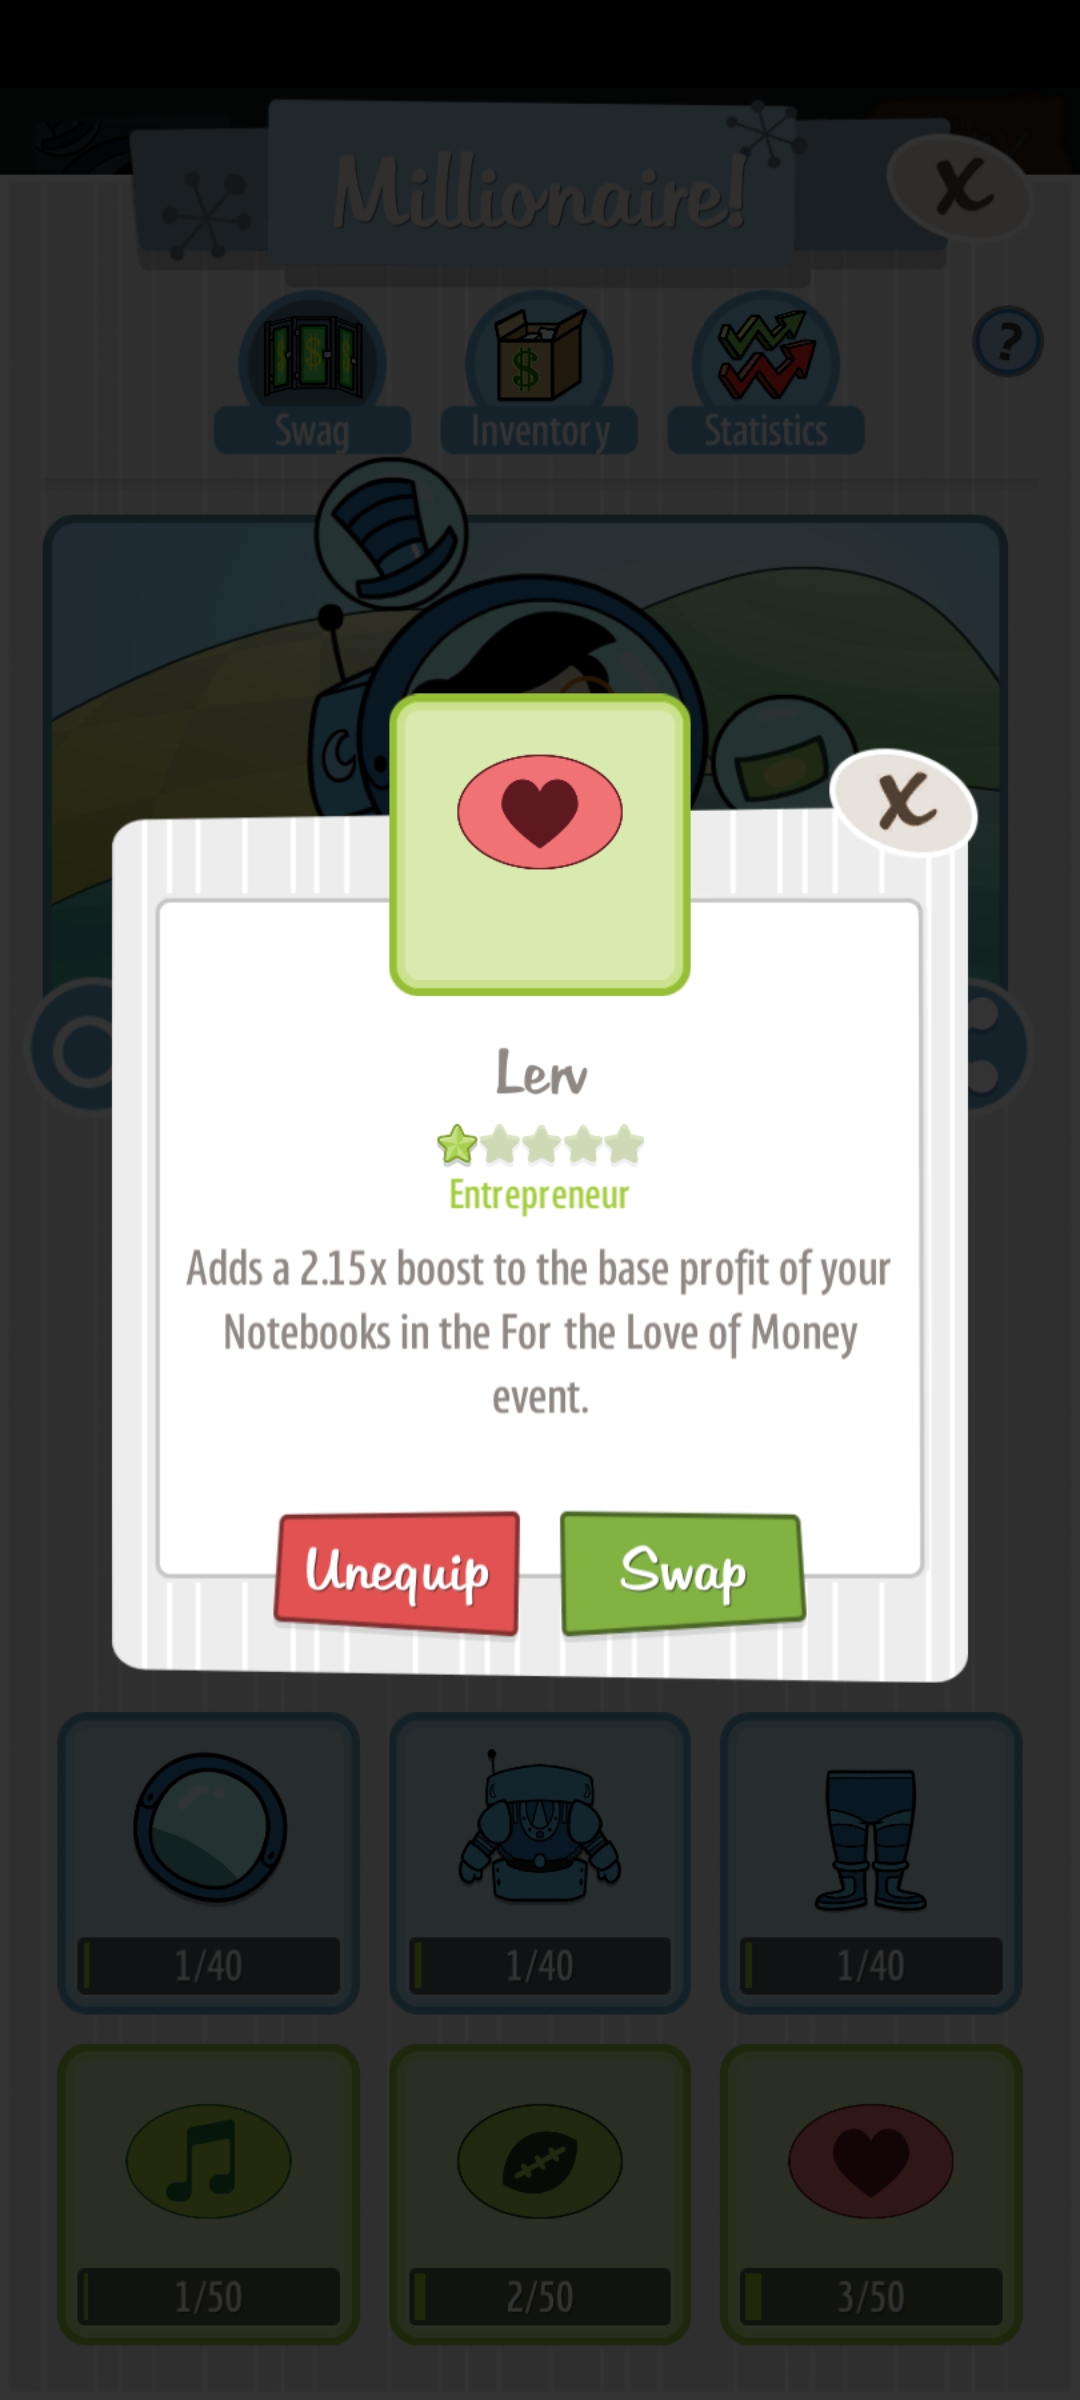 Millionaire!
X
Swag
Inventory
Statistics
?
X
Lerv
Entrepreneur
Adds a 2.15x boost to the base profit of your
Notebooks in the For the Love of Money
event.
Unequip
Swap
1/40
1/40
1/40
1/50
2/50
3/50